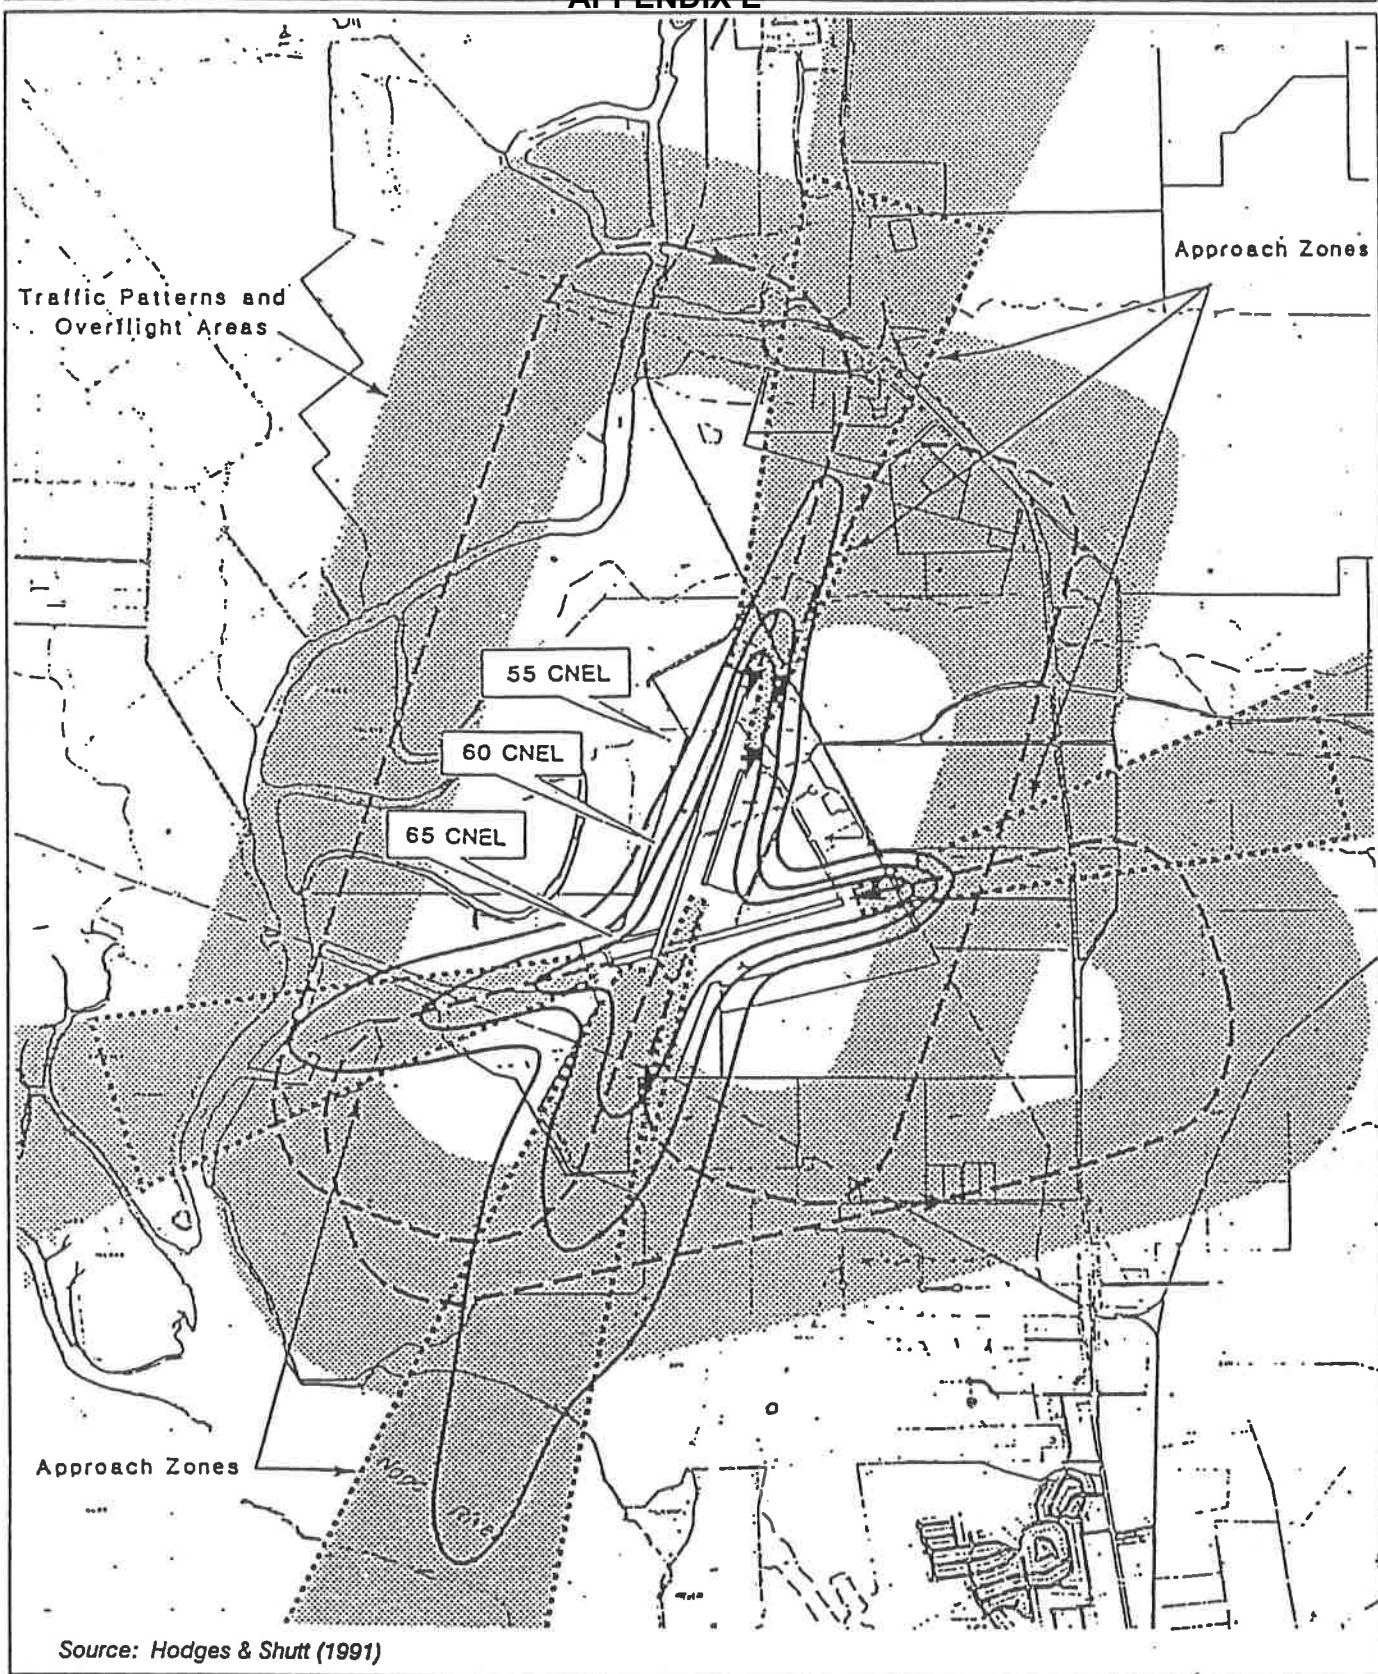 APPENDIX E
Approach Zones
Traffic Patterns and
Overflight Areas
55 CNEL
60 CNEL
65 CNEL
Approach Zones
Source: Hodges & Shutt (1991)